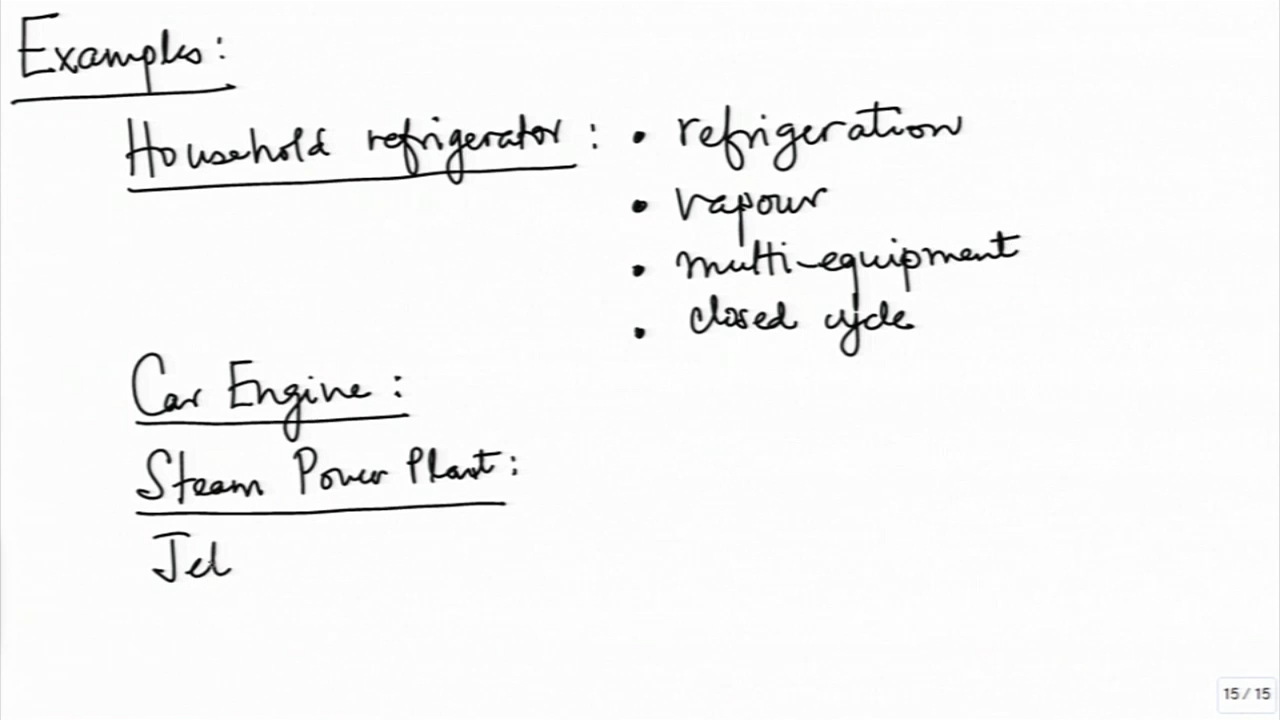 Examples:
Household refrigerator : • refrigeration
• vapour
• multi-equipment
• closed cycle
Car Engine :
Steam Power Plant :
Jet
15 / 15